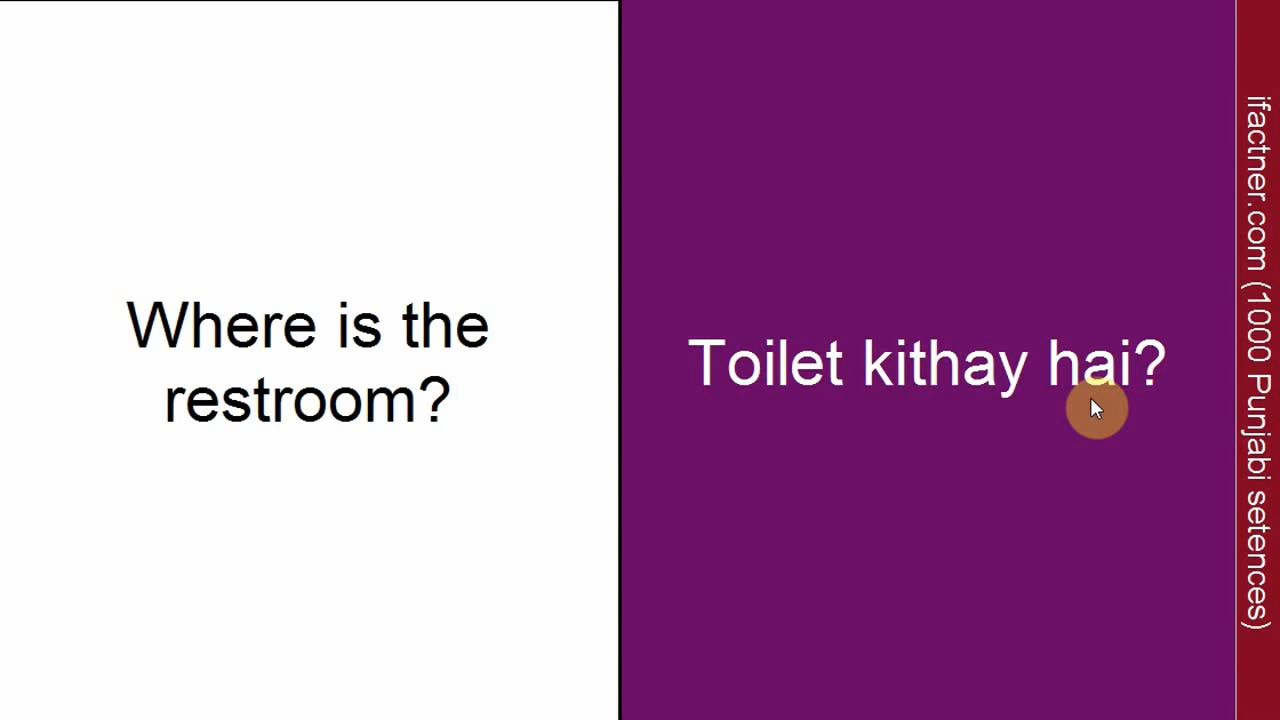 Where is the
restroom?
Toilet kithay hai?
ifactner.com (1000 Punjabi setences)